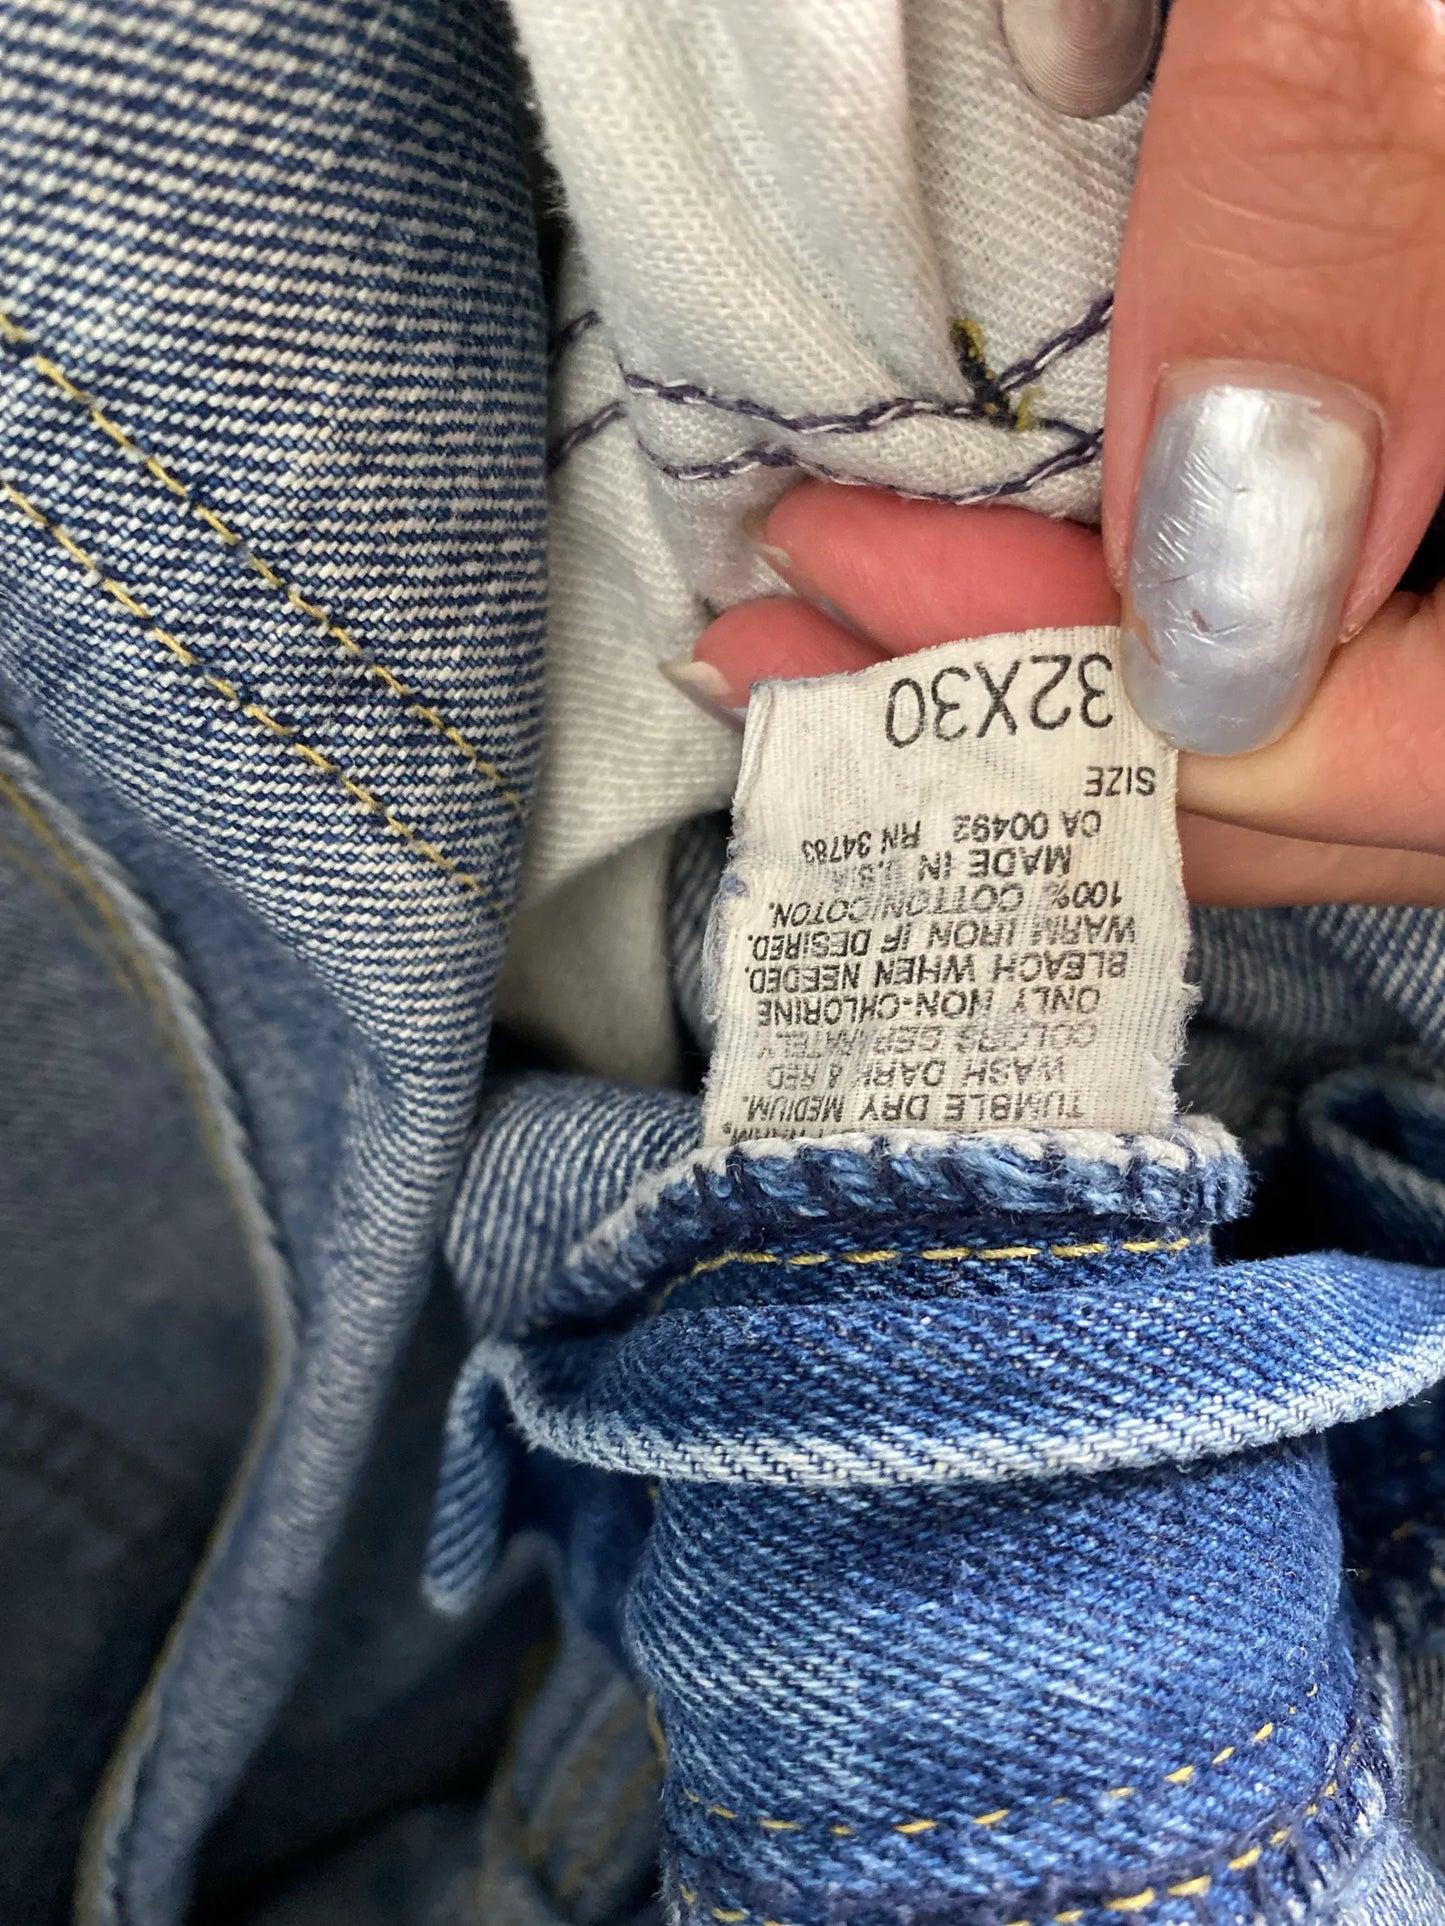 WARM,
TUMBLE DRY MEDIUM.
WASH DARK & RED
COLORS SEPARATELY
ONLY NON-CHLORINE
BLEACH WHEN NEEDED.
WARM IRON IF DESIRED.
100% COTTON/COTON.
MADE IN U.S.A.
CA 00492 RN 34783
SIZE
32X30